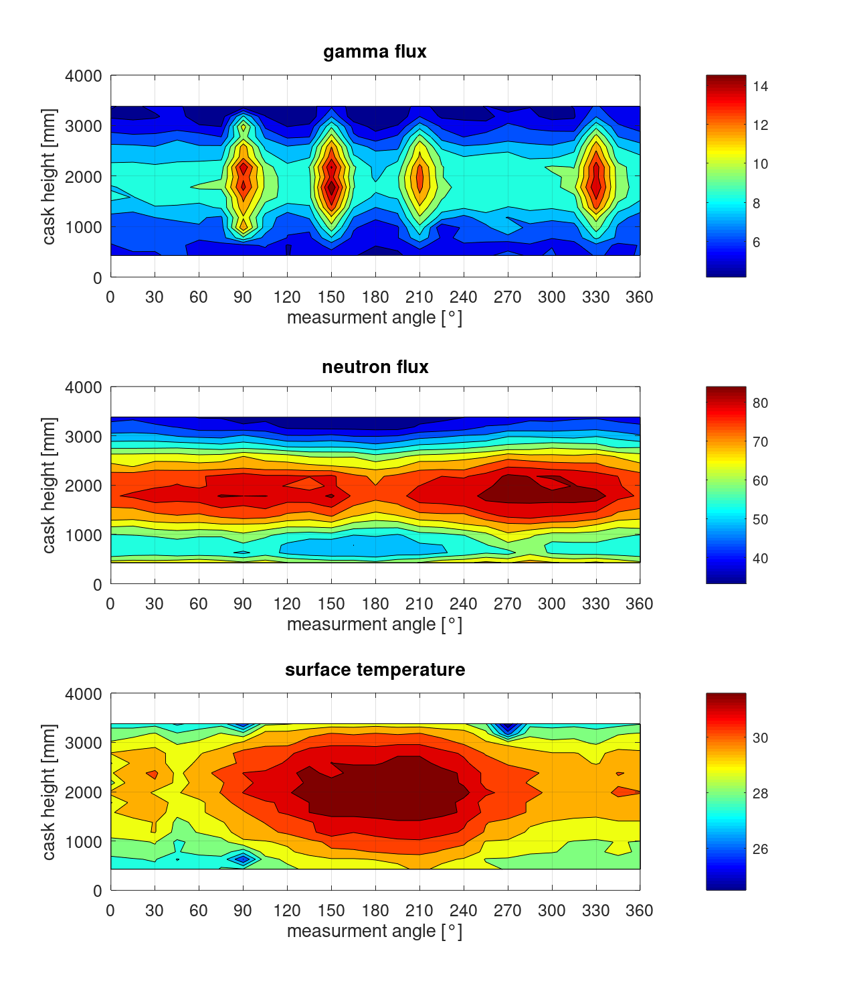 gamma flux
4000
3000
2000
1000
0
cask height [mm]
0 30 60 90 120 150 180 210 240 270 300 330 360
measurment angle [°]
14
12
10
8
6
neutron flux
4000
3000
2000
1000
0
cask height [mm]
0 30 60 90 120 150 180 210 240 270 300 330 360
measurment angle [°]
80
70
60
50
40
surface temperature
4000
3000
2000
1000
0
cask height [mm]
0 30 60 90 120 150 180 210 240 270 300 330 360
measurment angle [°]
30
28
26